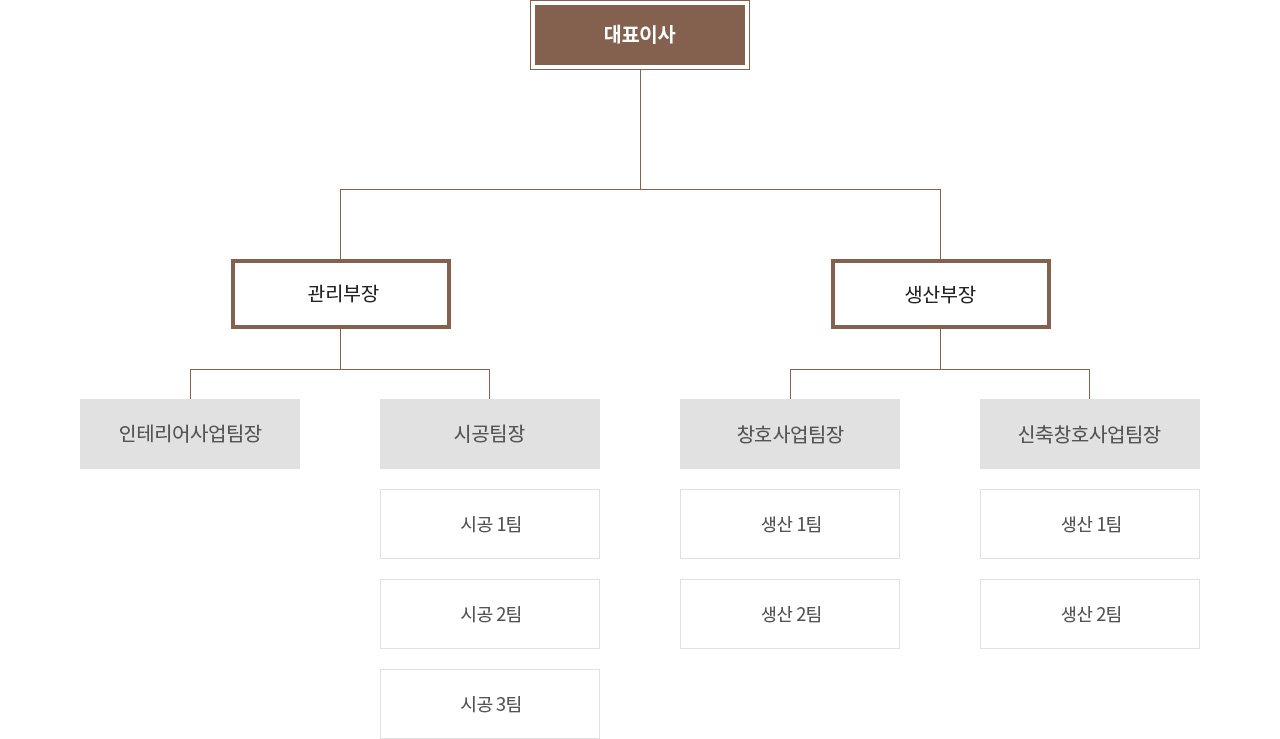 대표이사
관리부장
생산부장
인테리어사업팀장
시공팀장
창호사업팀장
신축창호사업팀장
시공 1팀
생산 1팀
생산 1팀
시공 2팀
생산 2팀
생산 2팀
시공 3팀